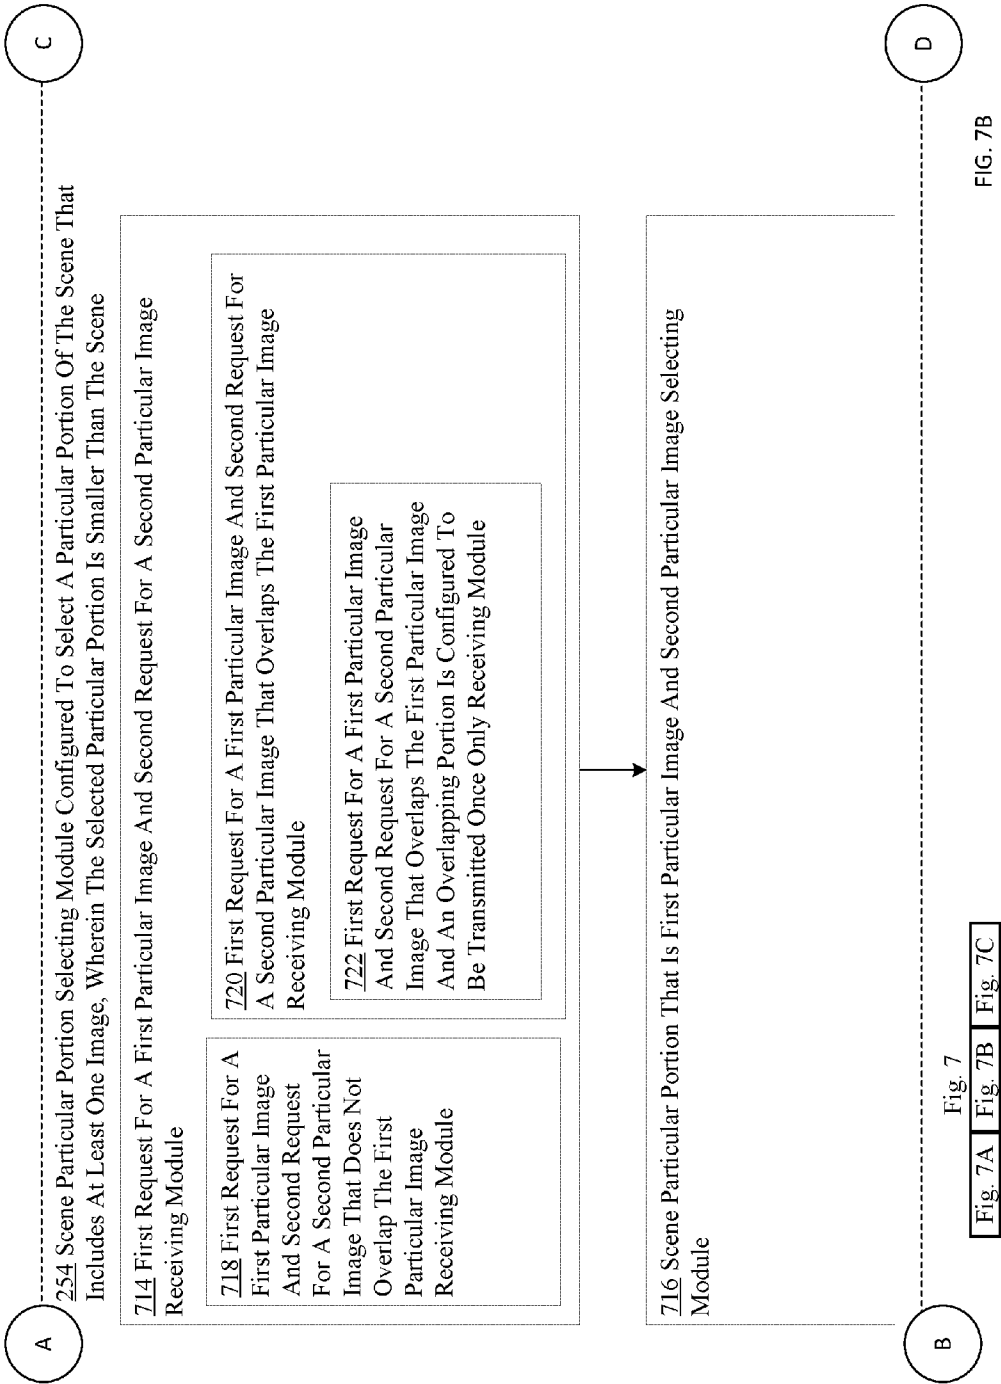 A
C
254 Scene Particular Portion Selecting Module Configured To Select A Particular Portion Of The Scene That
Includes At Least One Image, Wherein The Selected Particular Portion Is Smaller Than The Scene
714 First Request For A First Particular Image And Second Request For A Second Particular Image
Receiving Module
718 First Request For A
First Particular Image
And Second Request
For A Second Particular
Image That Does Not
Overlap The First
Particular Image
Receiving Module
720 First Request For A First Particular Image And Second Request For
A Second Particular Image That Overlaps The First Particular Image
Receiving Module
722 First Request For A First Particular Image
And Second Request For A Second Particular
Image That Overlaps The First Particular Image
And An Overlapping Portion Is Configured To
Be Transmitted Once Only Receiving Module
716 Scene Particular Portion That Is First Particular Image And Second Particular Image Selecting
Module
B
D
Fig. 7
Fig. 7A Fig. 7B Fig. 7C
FIG. 7B